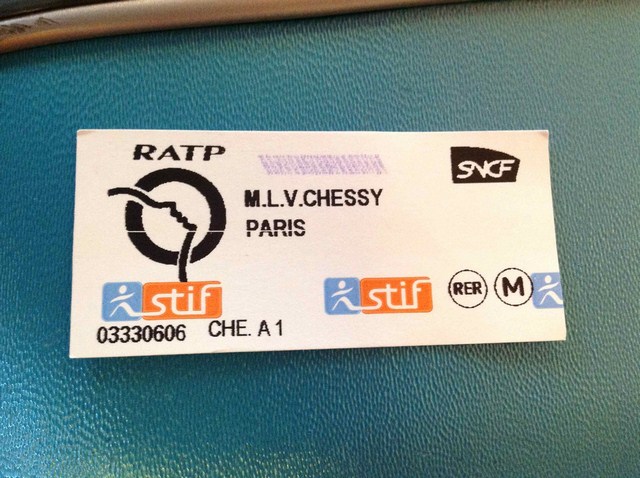 RATP
SNCF
M.L.V.CHESSY
PARIS
stif stif RER M
03330606 CHE. A 1